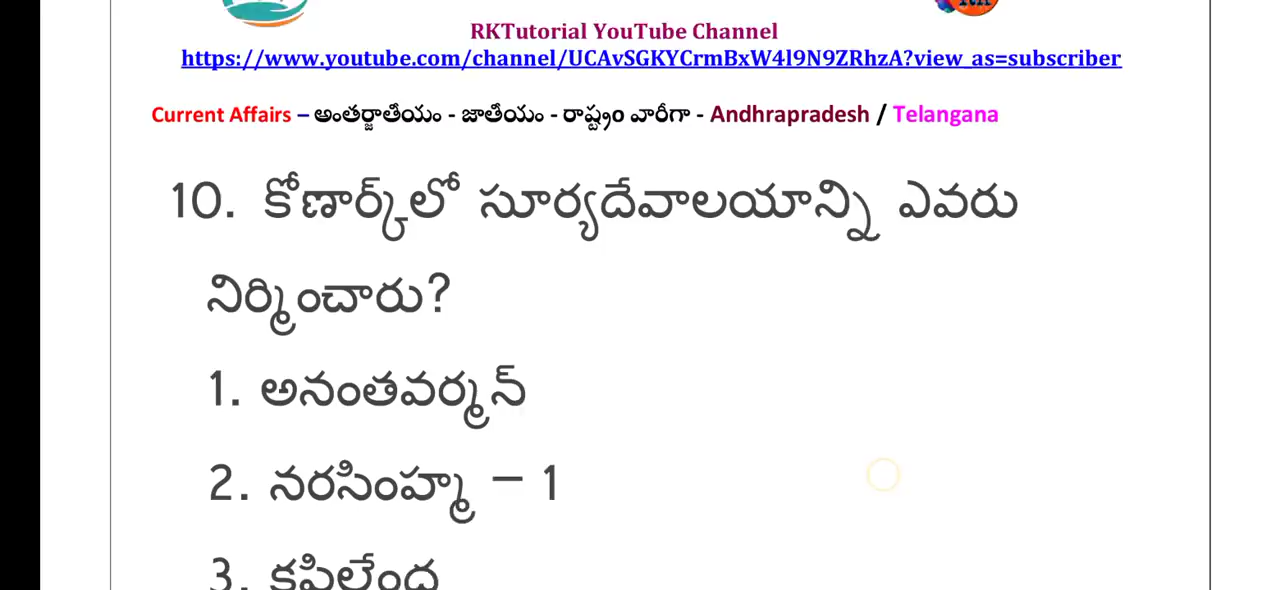 RKTutorial YouTube Channel
https://www.youtube.com/channel/UCAvSGKYCrmBxW4l9N9ZRhzA?view_as=subscriber
Current Affairs – అంతర్జాతీయం - జాతీయం - రాష్ట్రం వారీగా - Andhrapradesh / Telangana
10. కోణార్క్‌లో సూర్యదేవాలయాన్ని ఎవరు
నిర్మించారు?
1. అనంతవర్మన్
2. నరసింహ్మ – 1
3. కపిలేంద్ర